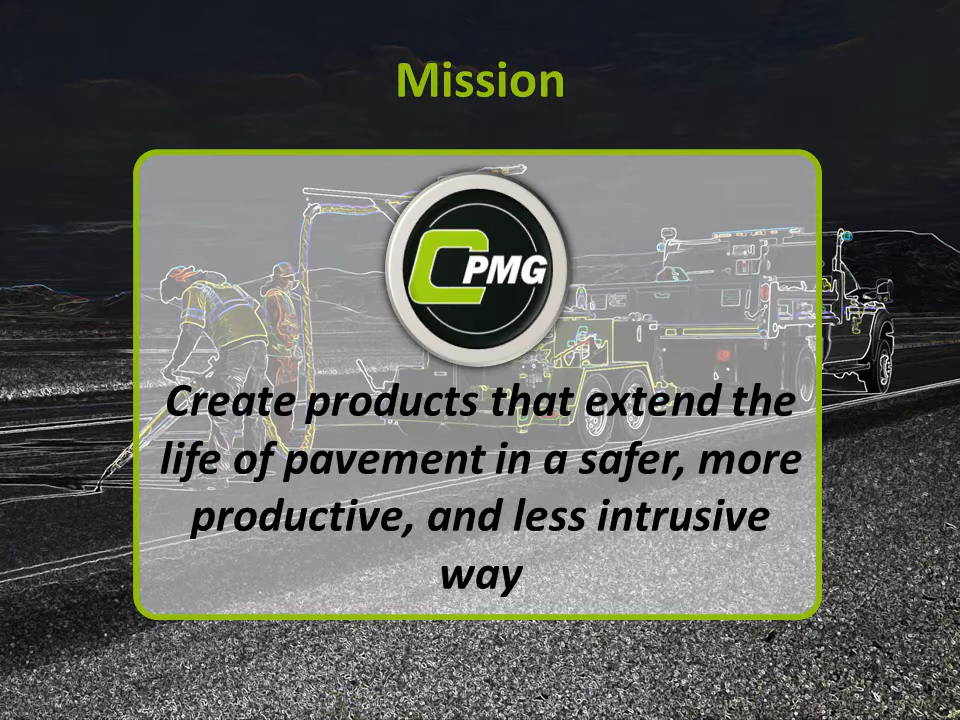 Mission
CPMG
Create products that extend the
life of pavement in a safer, more
productive, and less intrusive
way